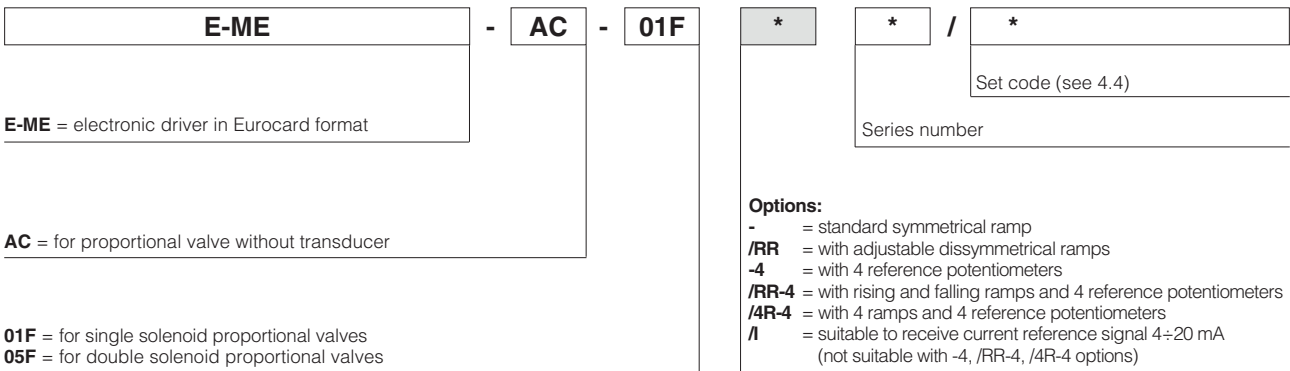 E-ME - AC - 01F * * / *
Set code (see 4.4)
E-ME = electronic driver in Eurocard format
Series number
AC = for proportional valve without transducer
01F = for single solenoid proportional valves
05F = for double solenoid proportional valves
Options:
- = standard symmetrical ramp
/RR = with adjustable dissymmetrical ramps
-4 = with 4 reference potentiometers
/RR-4 = with rising and falling ramps and 4 reference potentiometers
/4R-4 = with 4 ramps and 4 reference potentiometers
/I = suitable to receive current reference signal 4÷20 mA
(not suitable with -4, /RR-4, /4R-4 options)